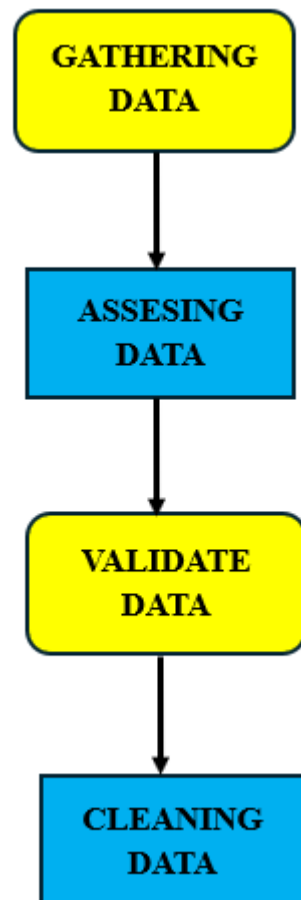 GATHERING
DATA
ASSESING
DATA
VALIDATE
DATA
CLEANING
DATA